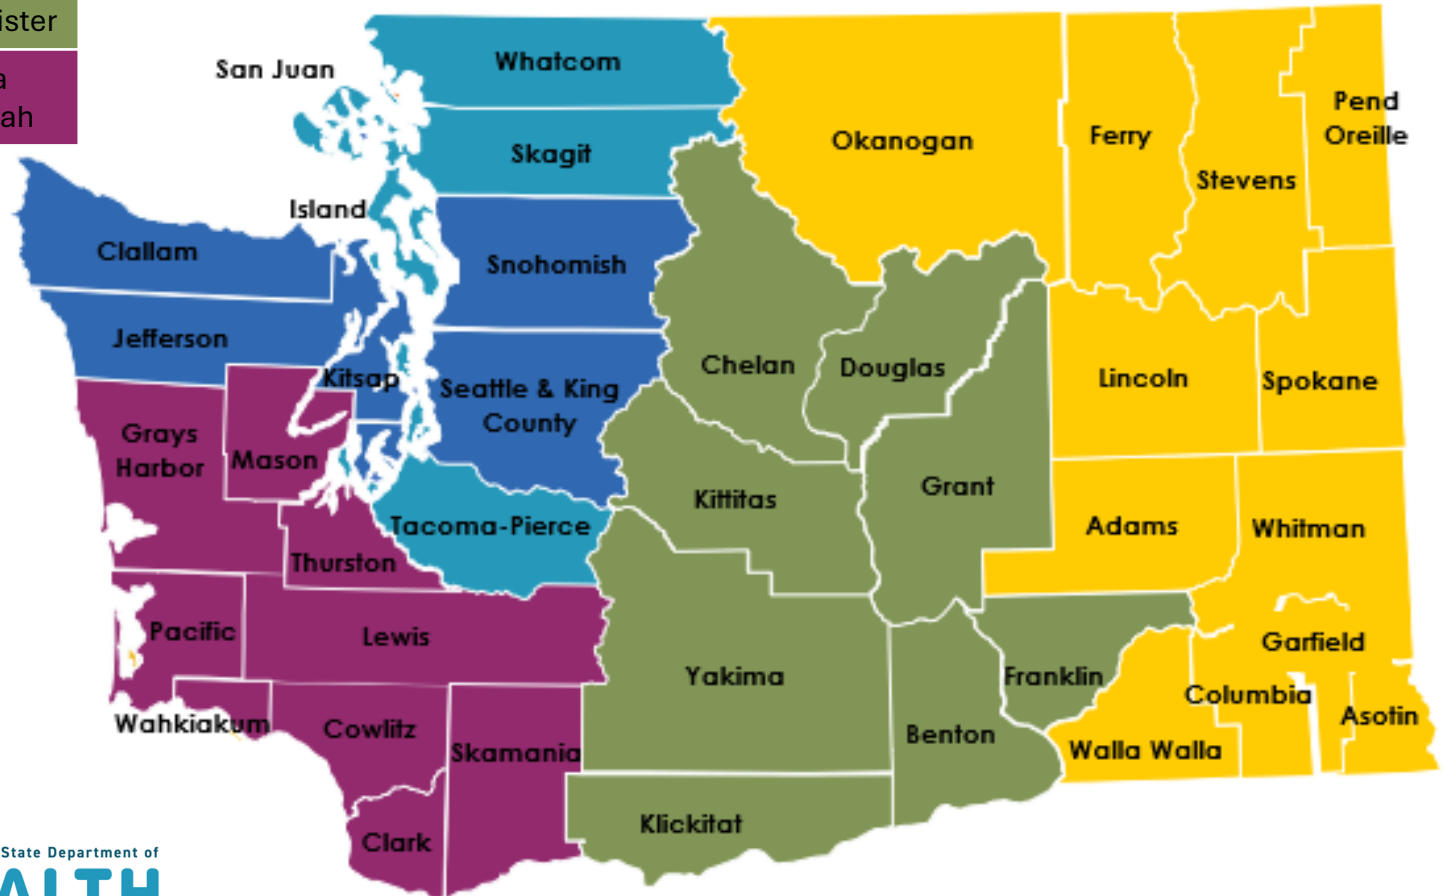 ister
a
ah
San Juan
Whatcom
Skagit
Okanogan
Ferry
Stevens
Pend
Oreille
Island
Clallam
Snohomish
Jefferson
Kitsap
Seattle & King
County
Chelan
Douglas
Lincoln
Spokane
Grays
Harbor
Mason
Kittitas
Grant
Adams
Whitman
Tacoma-Pierce
Thurston
Pacific
Lewis
Yakima
Franklin
Garfield
Columbia
Asotin
Wahkiakum
Cowlitz
Skamania
Benton
Walla Walla
Klickitat
Clark
State Department of
ALTH